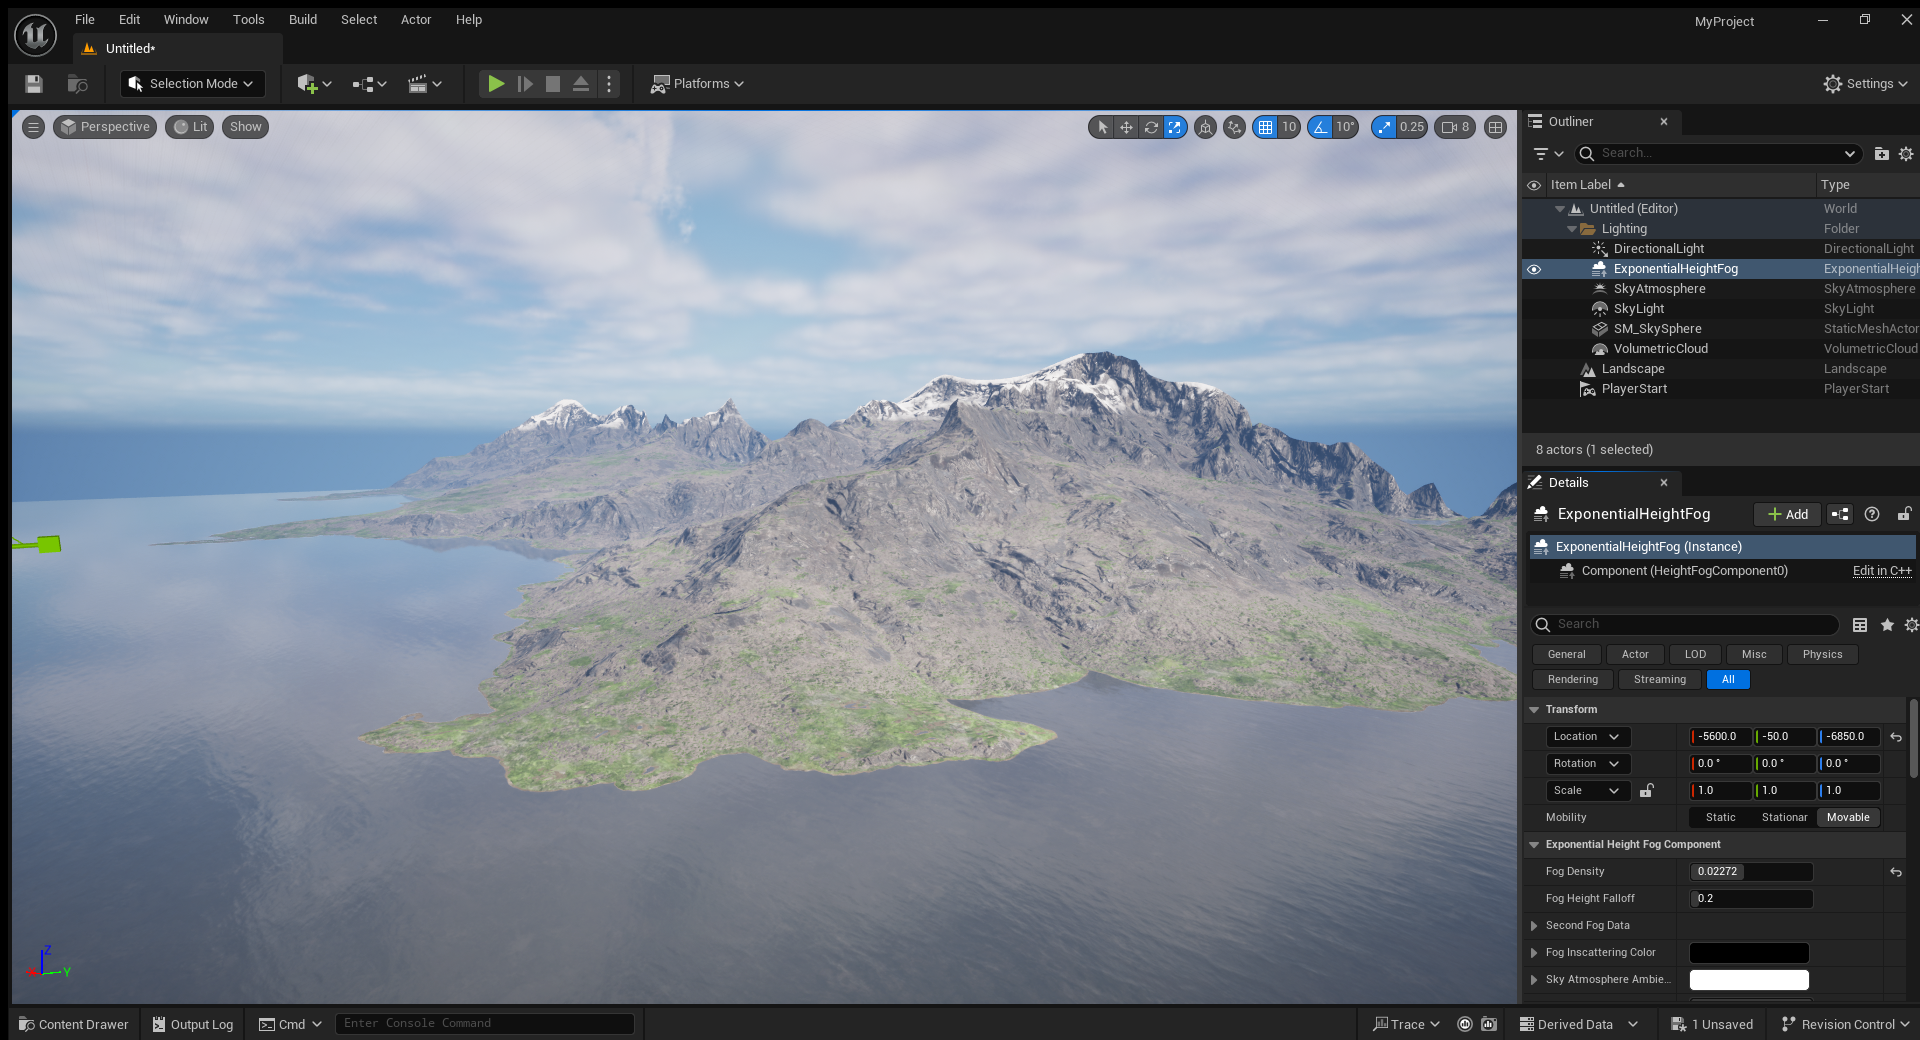 File Edit Window Tools Build Select Actor Help
MyProject
Untitled*
Selection Mode
Platforms
Settings
Perspective Lit Show
10 10° 0.25 8
Outliner
Search...
Item Label Type
Untitled (Editor) World
Lighting Folder
DirectionalLight DirectionalLight
ExponentialHeightFog ExponentialHeigh
SkyAtmosphere SkyAtmosphere
SkyLight SkyLight
SM_SkySphere StaticMeshActor
VolumetricCloud VolumetricCloud
Landscape Landscape
PlayerStart PlayerStart
8 actors (1 selected)
Details
ExponentialHeightFog Add
ExponentialHeightFog (Instance)
Component (HeightFogComponent0) Edit in C++
Search
General Actor LOD Misc Physics
Rendering Streaming All
Transform
Location -5600.0 -50.0 -6850.0
Rotation 0.0 ° 0.0 ° 0.0 °
Scale 1.0 1.0 1.0
Mobility Static Stationar Movable
Exponential Height Fog Component
Fog Density 0.02272
Fog Height Falloff 0.2
Second Fog Data
Fog Inscattering Color
Sky Atmosphere Ambie...
Z
X Y
Content Drawer Output Log Cmd Enter Console Command Trace Derived Data 1 Unsaved Revision Control